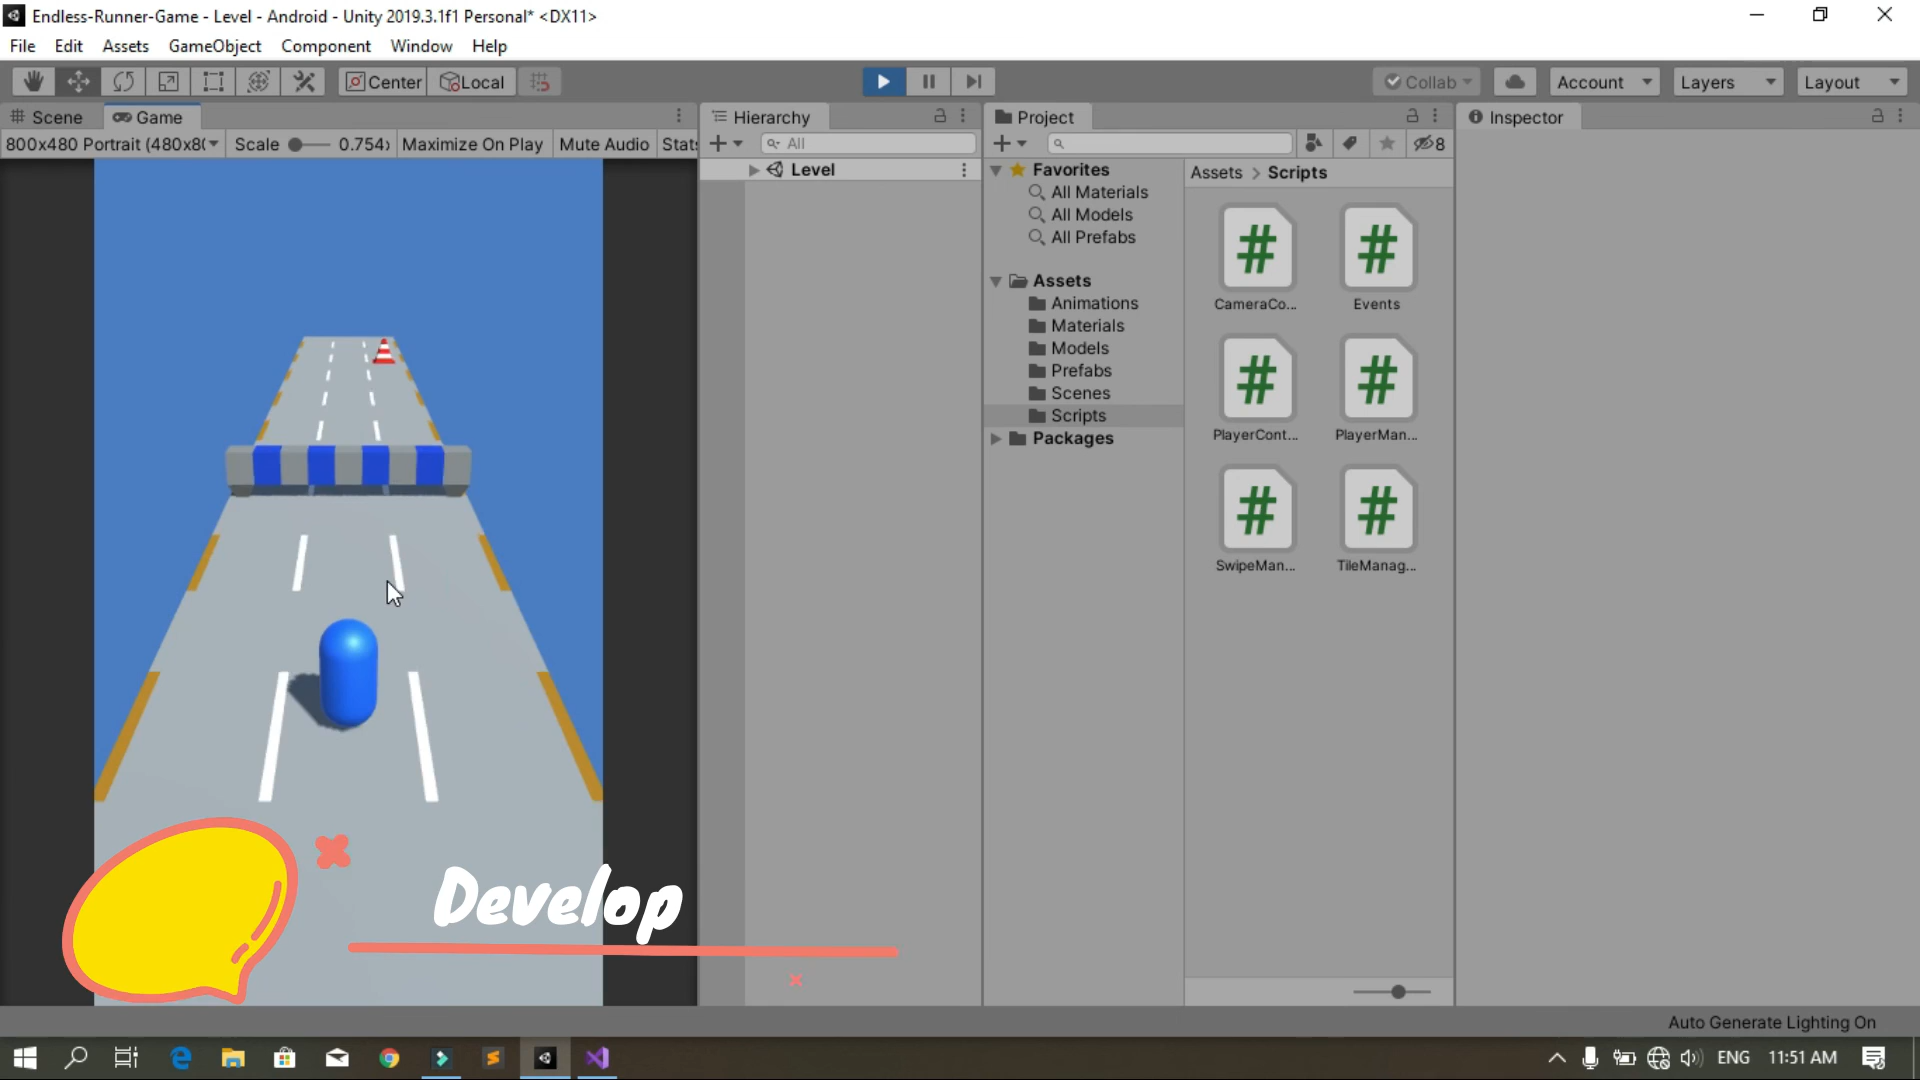 Endless-Runner-Game - Level - Android - Unity 2019.3.1f1 Personal* <DX11>
File Edit Assets GameObject Component Window Help
Center Local Collab Account Layers Layout
Scene Game Hierarchy Project Inspector
800x480 Portrait (480x8( Scale 0.754x Maximize On Play Mute Audio Stats
All
8
Level
Favorites
All Materials
All Models
All Prefabs
Assets
Animations
Materials
Models
Prefabs
Scenes
Scripts
Packages
Assets > Scripts
CameraCo... Events
PlayerCont... PlayerMan...
SwipeMan... TileManag...
Develop
Auto Generate Lighting On
ENG 11:51 AM